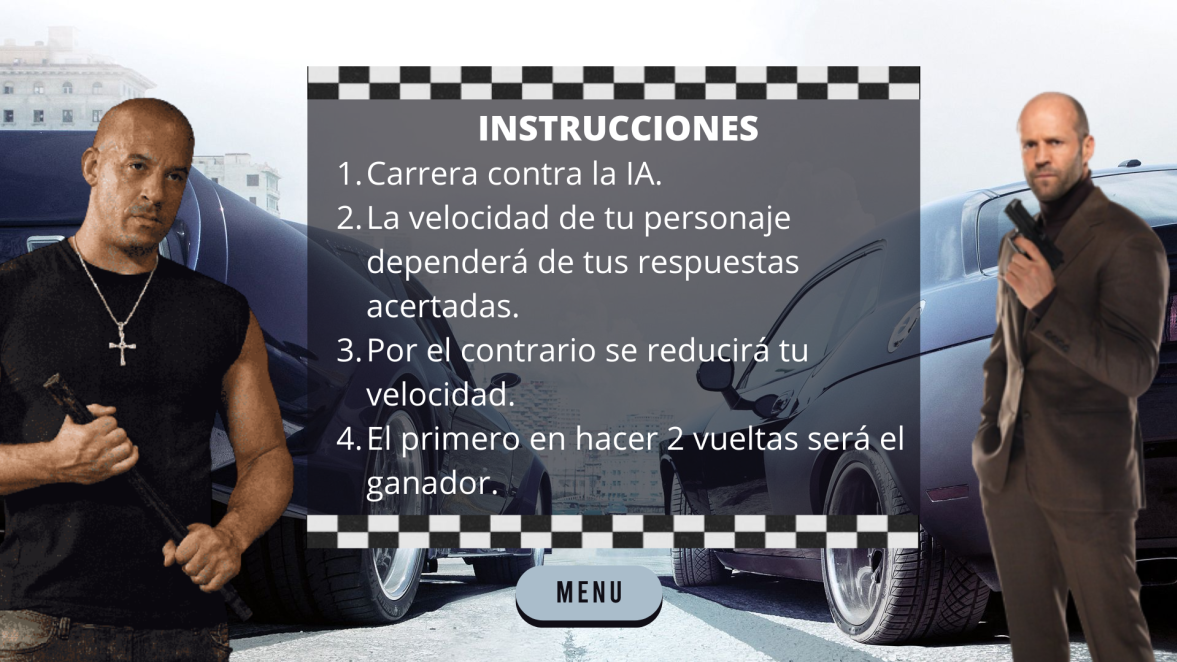 INSTRUCCIONES
1. Carrera contra la IA.
2. La velocidad de tu personaje
dependerá de tus respuestas
acertadas.
3. Por el contrario se reducirá tu
velocidad.
4. El primero en hacer 2 vueltas será el
ganador.
MENU